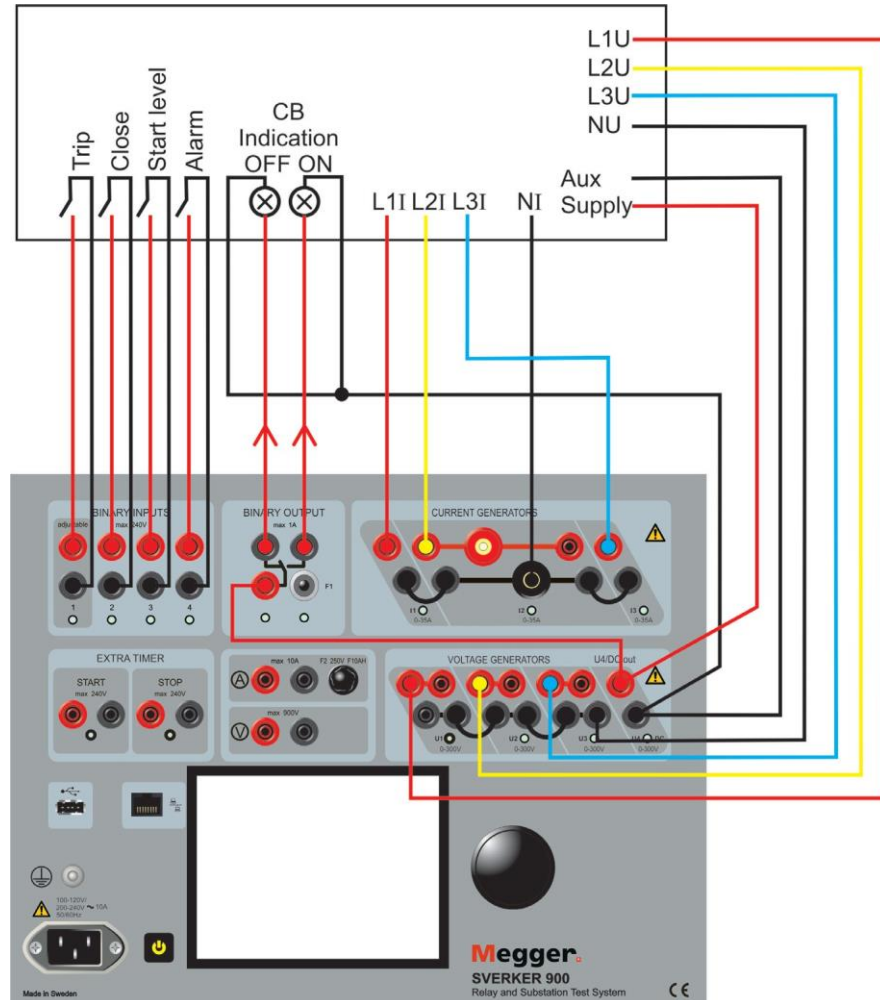 L1U
L2U
L3U
NU
Aux
Supply
Trip
Close
Start level
Alarm
CB
Indication
OFF ON
L1I L2I L3I NI
BINARY INPUTS
adjustable max 240V
1 2 3 4
BINARY OUTPUT
max 1A
F1
CURRENT GENERATORS
I1 I2 I3
0-35A 0-35A 0-35A
EXTRA TIMER
START STOP
max 240V max 240V
A max 10A F2 250V F10AH
V max 900V
VOLTAGE GENERATORS U4/DC out
U1 U2 U3 U4 DC
0-300V 0-300V 0-300V 0-300V
100-120V/
200-240V ~ 10A
50/60Hz
Made in Sweden
Megger.
SVERKER 900
Relay and Substation Test System
CE